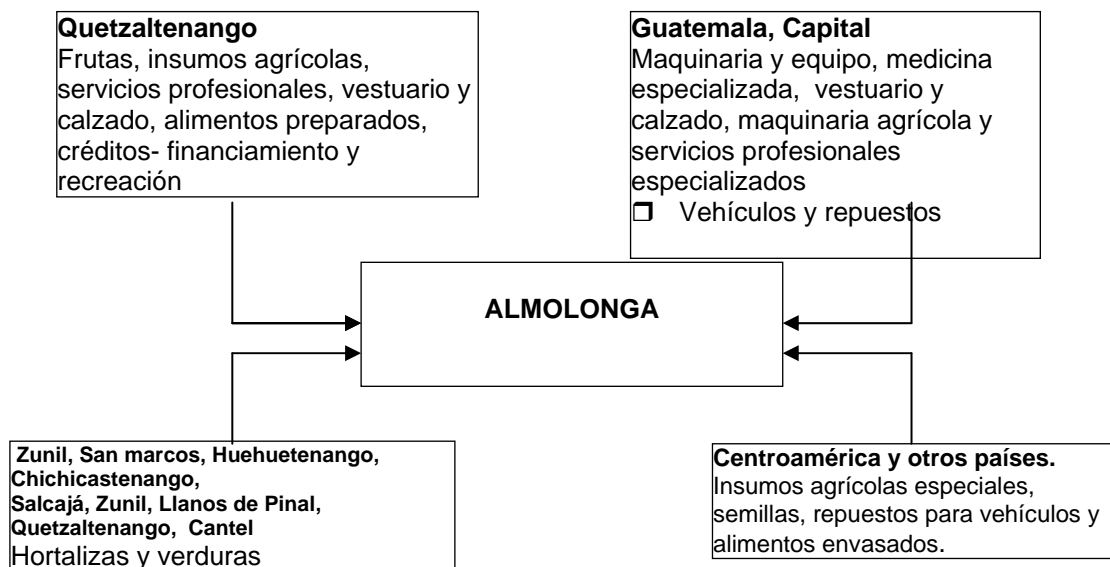 Quetzaltenango
Frutas, insumos agrícolas,
servicios profesionales, vestuario y
calzado, alimentos preparados,
créditos- financiamiento y
recreación
Guatemala, Capital
Maquinaria y equipo, medicina
especializada, vestuario y
calzado, maquinaria agrícola y
servicios profesionales
especializados
❒ Vehículos y repuestos
ALMOLONGA
Zunil, San marcos, Huehuetenango,
Chichicastenango,
Salcajá, Zunil, Llanos de Pinal,
Quetzaltenango, Cantel
Hortalizas y verduras
Centroamérica y otros países.
Insumos agrícolas especiales,
semillas, repuestos para vehículos y
alimentos envasados.